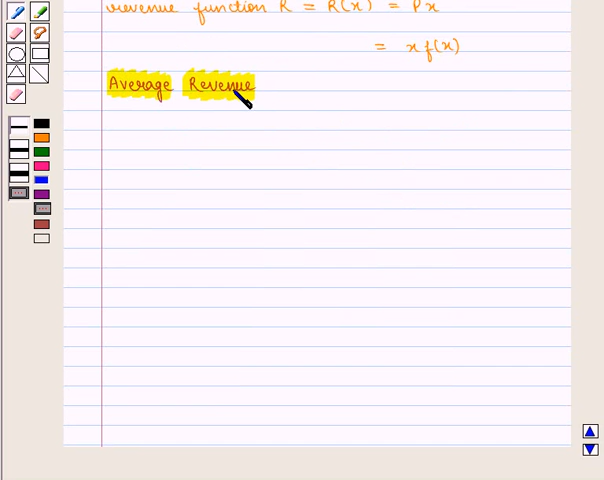 revenue function R = R(x) = Px
= x f(x)
Average Revenue